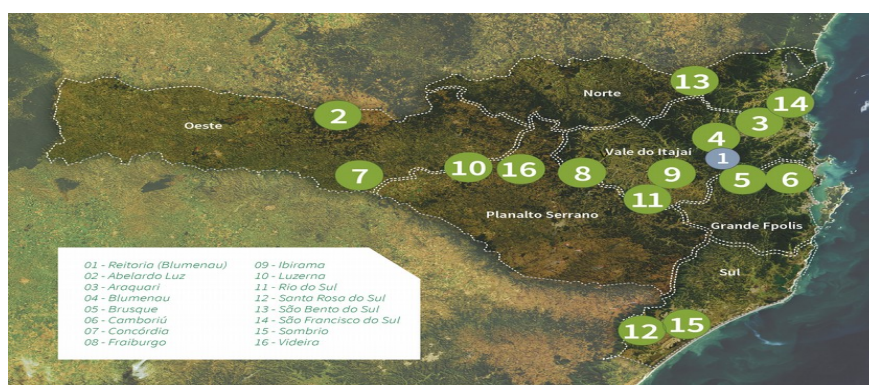 13
Norte
14
3
2
Oeste
4
Vale do Itajaí
1
10
16
8
9
5
6
7
11
Planalto Serrano
Grande Fpolis
Sul
12
15
01 - Reitoria (Blumenau)
02 - Abelardo Luz
03 - Araquari
04 - Blumenau
05 - Brusque
06 - Camboriú
07 - Concórdia
08 - Fraiburgo
09 - Ibirama
10 - Luzerna
11 - Rio do Sul
12 - Santa Rosa do Sul
13 - São Bento do Sul
14 - São Francisco do Sul
15 - Sombrio
16 - Videira